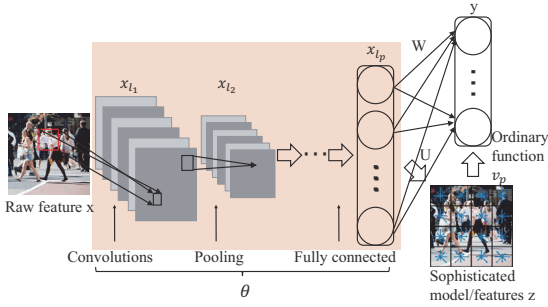 y
W
x_{l_1}
x_{l_2}
x_{l_p}
Ordinary
function
v_p
U
Raw feature x
Convolutions
Pooling
Fully connected
Sophisticated
model/features z
θ